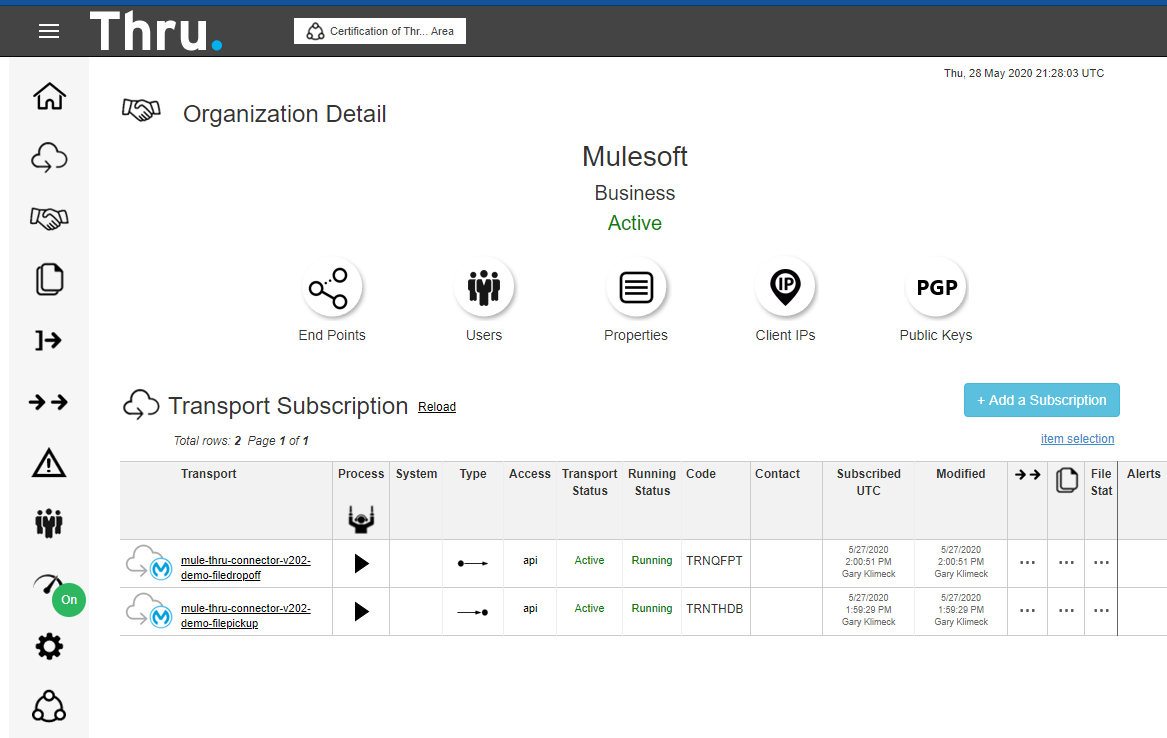 Thru.
Certification of Thr... Area
Thu, 28 May 2020 21:28:03 UTC
Organization Detail
Mulesoft
Business
Active
IP
PGP
End Points
Users
Properties
Client IPs
Public Keys
Transport Subscription Reload
+ Add a Subscription
Total rows: 2 Page 1 of 1
item selection
Transport Process System Type Access Transport Running Code Contact Subscribed Modified File Alerts
Status Status UTC Stat
mule-thru-connector-v202- api Active Running TRNQFPT 5/27/2020 5/27/2020 ... ... ...
demo-filedropoff 2:00:51 PM 2:00:51 PM
Gary Klimeck Gary Klimeck
On
mule-thru-connector-v202- api Active Running TRNTHDB 5/27/2020 5/27/2020 ... ... ...
demo-filepickup 1:59:29 PM 1:59:29 PM
Gary Klimeck Gary Klimeck